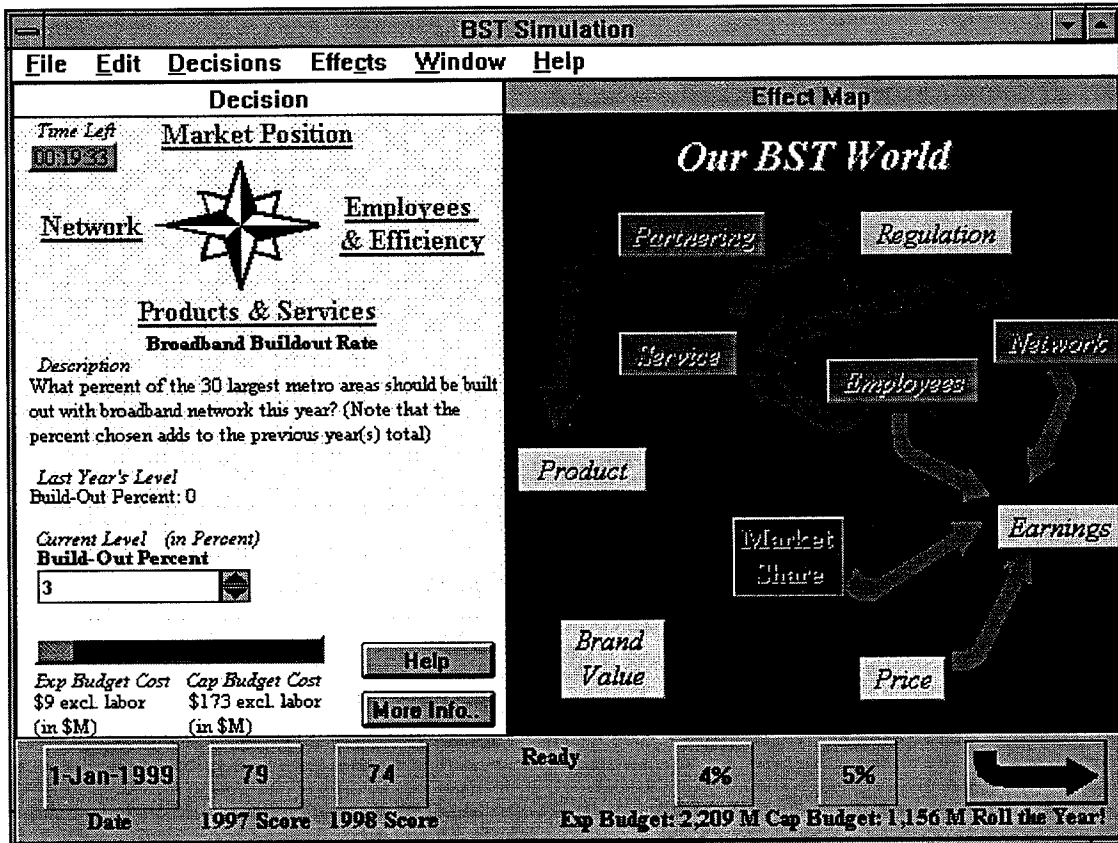 BST Simulation
File Edit Decisions Effects Window Help
Decision
Time Left
00:19:33
Market Position
Network
Employees
& Efficiency
Products & Services
Broadband Buildout Rate
Description
What percent of the 30 largest metro areas should be built
out with broadband network this year? (Note that the
percent chosen adds to the previous year(s) total)
Last Year's Level
Build-Out Percent: 0
Current Level (in Percent)
Build-Out Percent
3
Exp Budget Cost Cap Budget Cost
$9 excl. labor $173 excl. labor
(in $M) (in $M)
Help
More Info..
Effect Map
Our BST World
Partnering
Regulation
Service
Network
Employees
Product
Earnings
Market
Share
Brand
Value
Price
1-Jan-1999 79 74 Ready 4% 5%
Date 1997 Score 1998 Score Exp Budget: 2,209 M Cap Budget: 1,156 M Roll the Year!